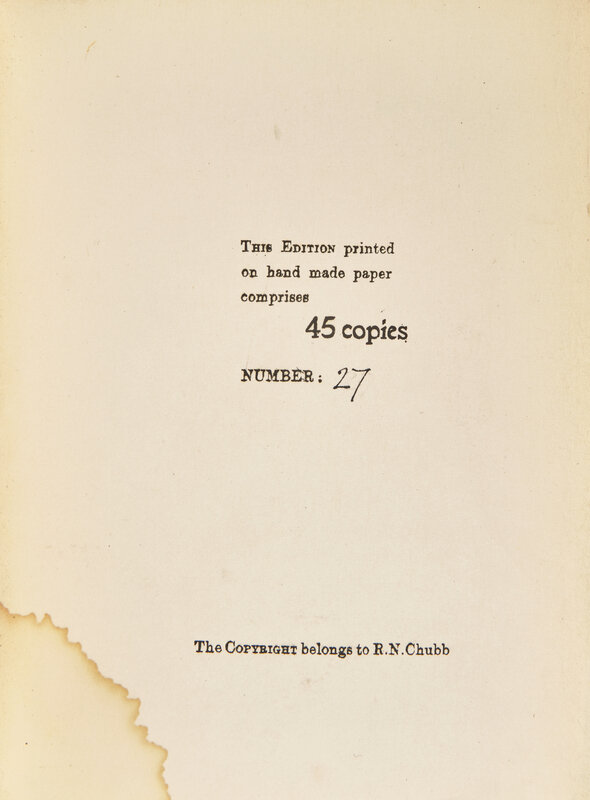 THIS EDITION printed
on hand made paper
comprises
45 copies
NUMBER: 27
The COPYRIGHT belongs to R.N.Chubb